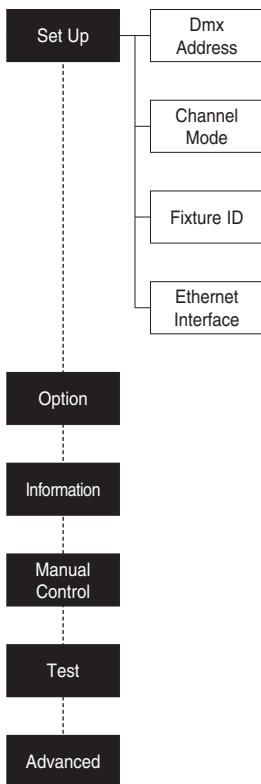 Set Up
Dmx
Address
Channel
Mode
Fixture ID
Ethernet
Interface
Option
Information
Manual
Control
Test
Advanced